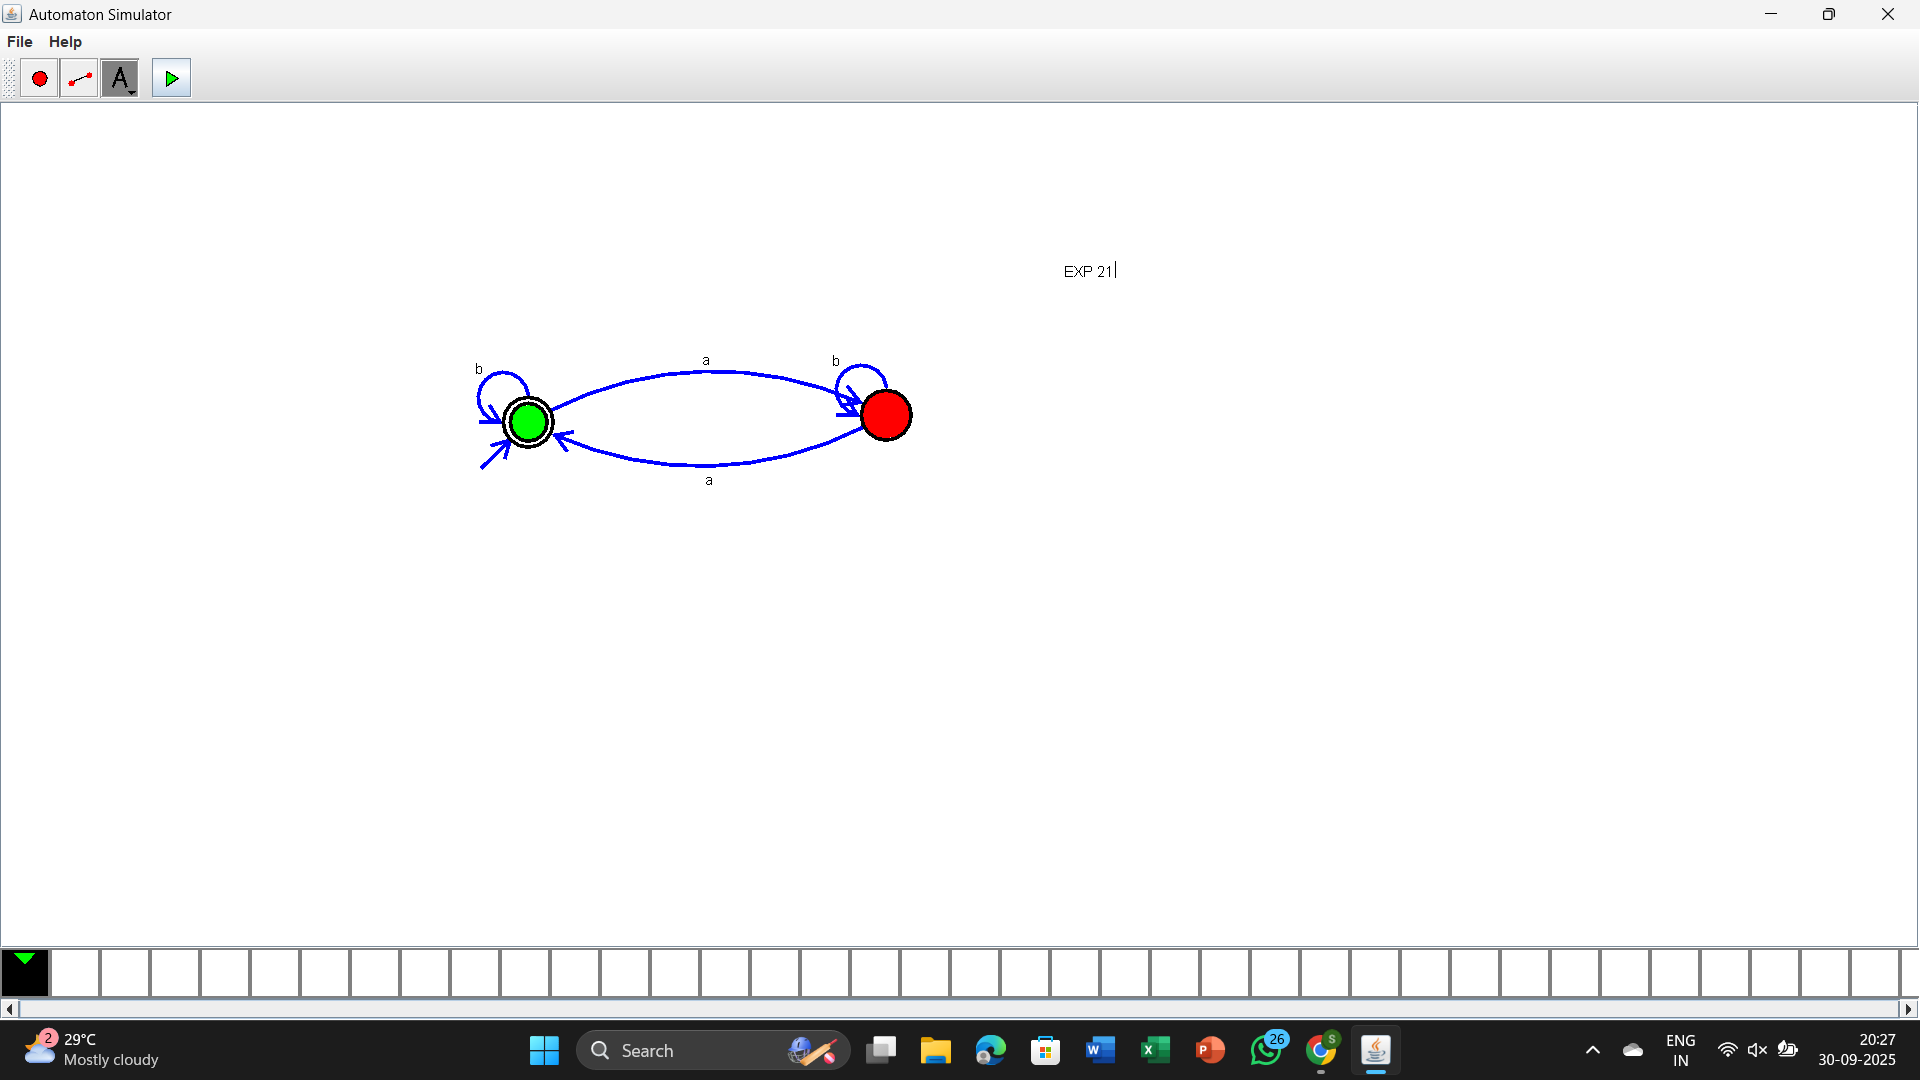 Automaton Simulator
File Help
A
EXP 21
b
a
b
a
2
29°C
Mostly cloudy
Search
W
X
P
26
S
ENG
IN
20:27
30-09-2025